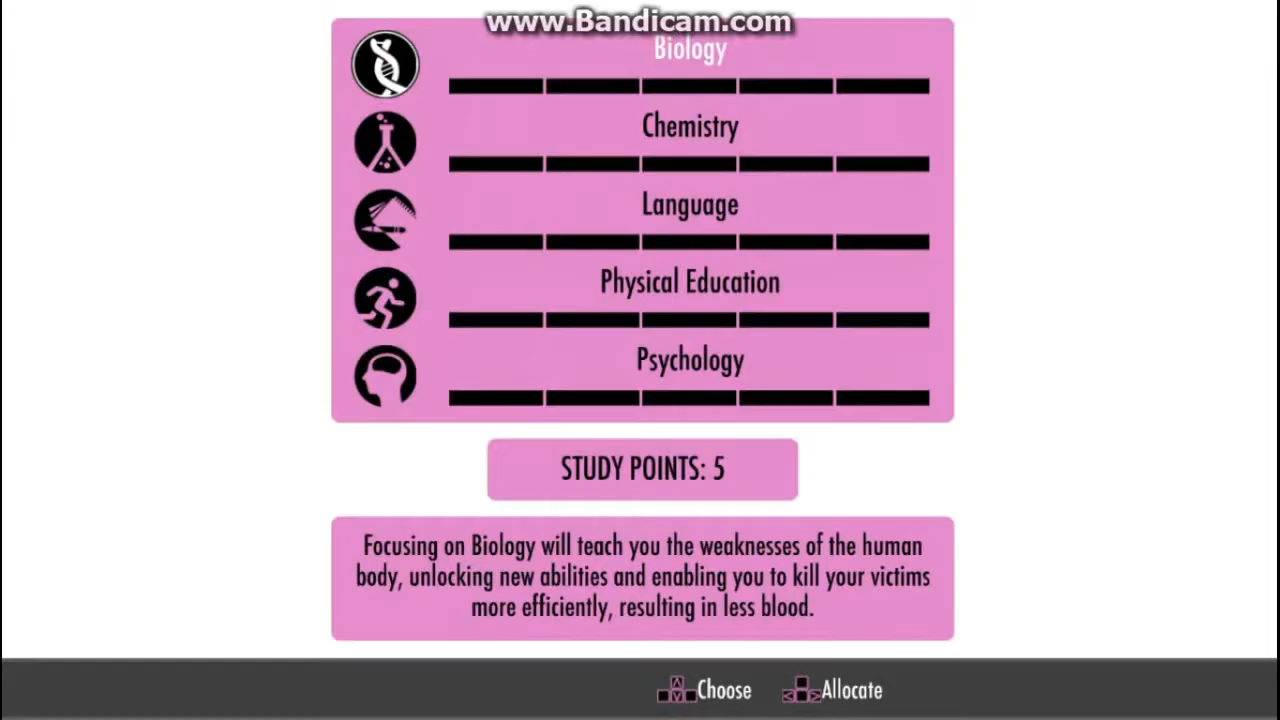 www.Bandicam.com
Biology
Chemistry
Language
Physical Education
Psychology
STUDY POINTS: 5
Focusing on Biology will teach you the weaknesses of the human
body, unlocking new abilities and enabling you to kill your victims
more efficiently, resulting in less blood.
Choose Allocate